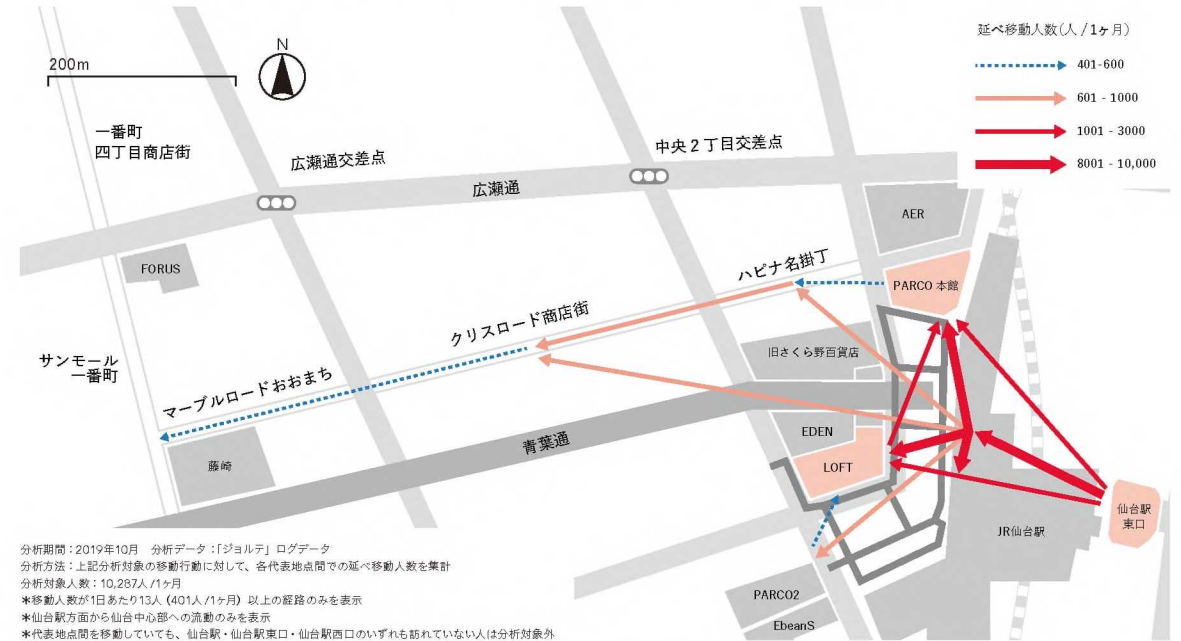 延べ移動人数(人 / 1ヶ月)
401-600
601 - 1000
1001 - 3000
8001 - 10,000
200m
N
一番町
四丁目商店街
広瀬通交差点
中央2丁目交差点
広瀬通
AER
FORUS
ハピナ名掛丁
PARCO 本館
クリスロード商店街
旧さくら野百貨店
サンモール
一番町
マーブルロードおおまち
EDEN
青葉通
藤崎
LOFT
仙台駅
東口
JR仙台駅
PARCO2
EbeanS
分析期間:2019年10月 分析データ:「ジョルテ」ログデータ
分析方法:上記分析対象の移動行動に対して、各代表地点間での延べ移動人数を集計
分析対象人数:10,287人/1ヶ月
*移動人数が1日あたり13人 (401人/1ヶ月) 以上の経路のみを表示
*仙台駅方面から仙台中心部への流動のみを表示
*代表地点間を移動していても、仙台駅・仙台駅東口・仙台駅西口のいずれも訪れていない人は分析対象外